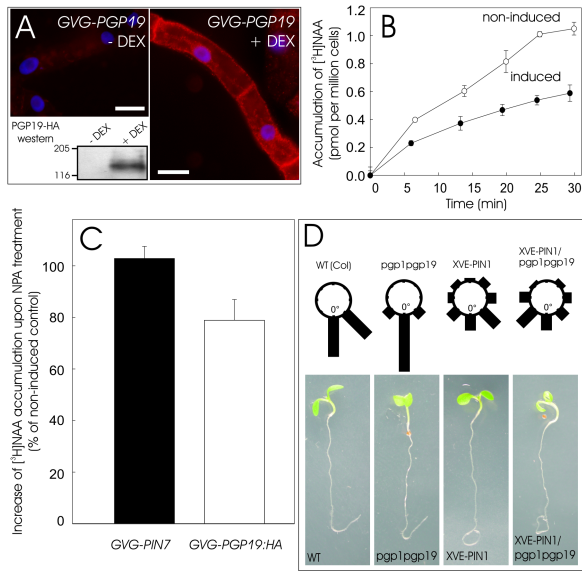 A
GVG-PGP19
- DEX
GVG-PGP19
+ DEX
PGP19-HA
western
- DEX
+ DEX
205
116
B
Accumulation of [³H]NAA
(pmol per million cells)
1.2
1.0
0.8
0.6
0.4
0.2
0.0
non-induced
induced
0 5 10 15 20 25 30
Time (min)
C
Increase of [³H]NAA accumulation upon NPA treatment
(% of non-induced control)
100
80
60
40
20
0
GVG-PIN7
GVG-PGP19:HA
D
WT (Col)
pgp1pgp19
XVE-PIN1
XVE-PIN1/
pgp1pgp19
0°
0°
0°
0°
WT
pgp1pgp19
XVE-PIN1
XVE-PIN1/
pgp1pgp19